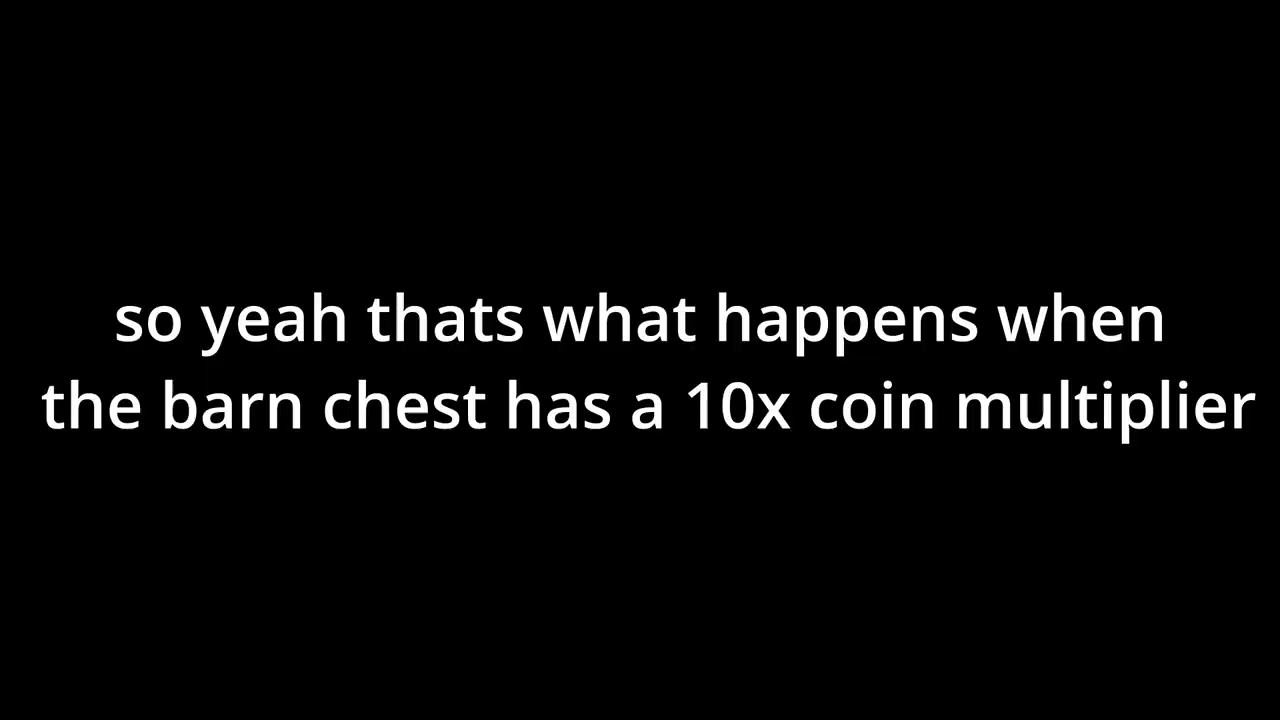 so yeah thats what happens when
the barn chest has a 10x coin multiplier